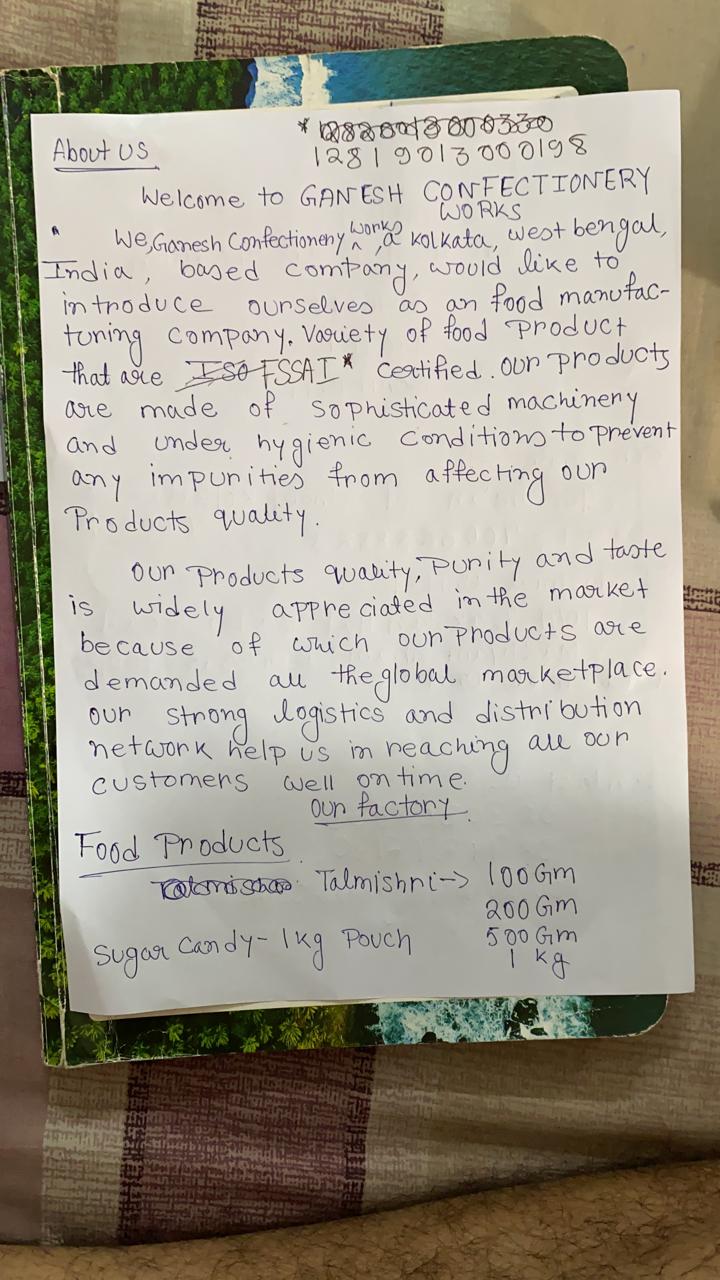 About us
12819013000198
Welcome to GANESH CONFECTIONERY
WORKS
We, Ganesh Confectionery works, a kolkata, west bengal,
India, based company, would like to
introduce ourselves as an food manufac-
turing company. Variety of food product
that are ISO FSSAI* certified. our products
are made of sophisticated machinery
and under hygienic conditions to prevent
any impurities from affecting our
Products quality.
Our Products quality, Purity and taste
is widely appreciated in the market
because of which our Products are
demanded all the global marketplace.
our strong logistics and distribution
network help us in reaching all our
customers well on time.
our factory
Food Products
Talmishri -> 100 Gm
200 Gm
Sugar Candy - 1 kg Pouch 500 Gm
1 kg